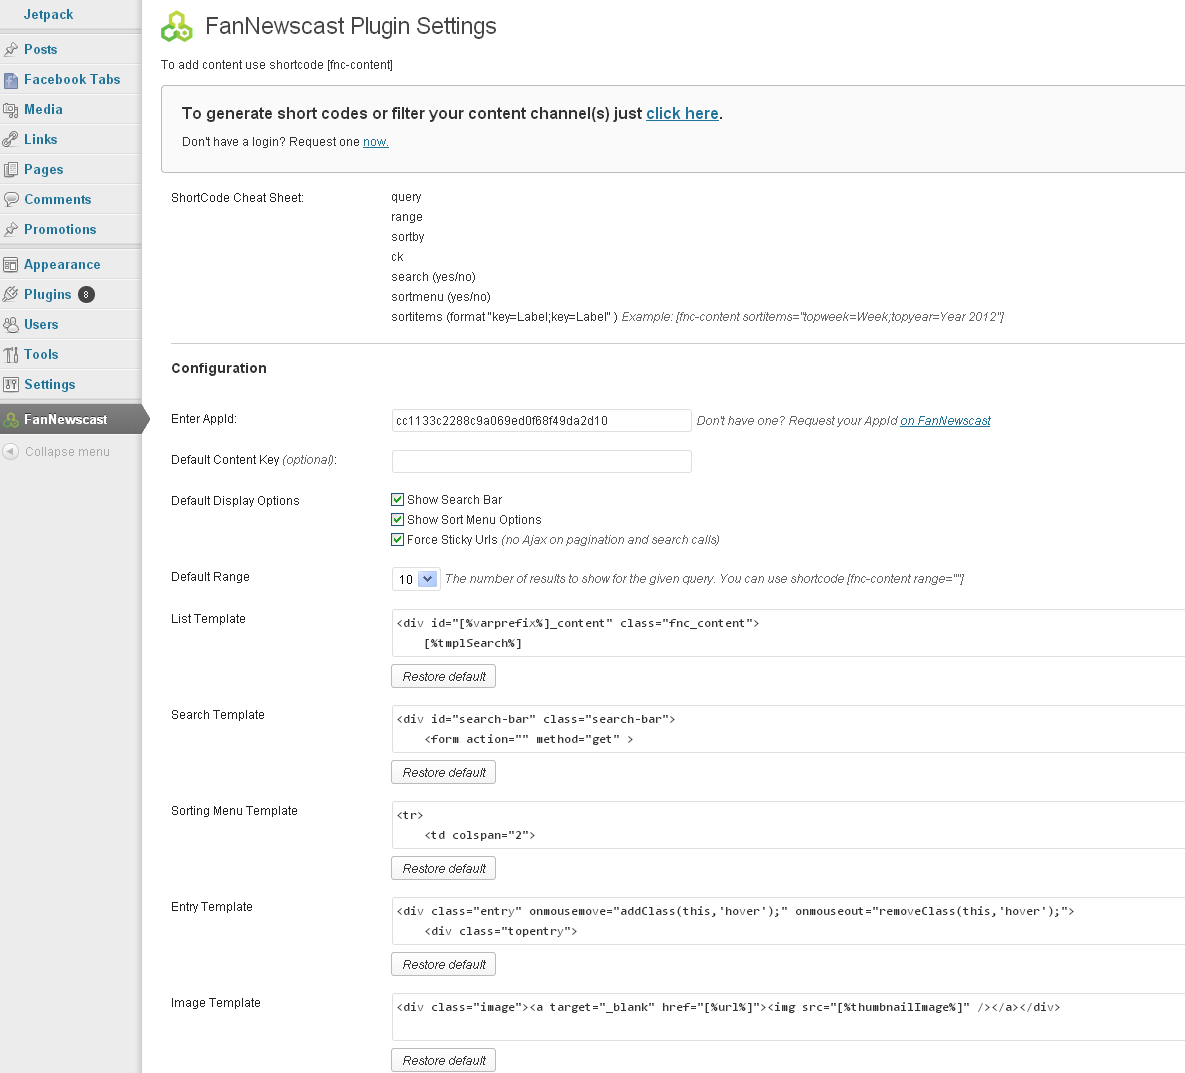 Jetpack
Posts
Facebook Tabs
Media
Links
Pages
Comments
Promotions
Appearance
Plugins 8
Users
Tools
Settings
FanNewscast
Collapse menu
FanNewscast Plugin Settings
To add content use shortcode [fnc-content]
To generate short codes or filter your content channel(s) just click here.
Don't have a login? Request one now.
ShortCode Cheat Sheet:
query
range
sortby
ck
search (yes/no)
sortmenu (yes/no)
sortitems (format "key=Label;key=Label" ) Example: [fnc-content sortitems="topweek=Week;topyear=Year 2012"]
Configuration
Enter AppId: cc1133c2288c9a069ed0f68f49da2d10 Don't have one? Request your AppId on FanNewscast
Default Content Key (optional):
Default Display Options
Show Search Bar
Show Sort Menu Options
Force Sticky Urls (no Ajax on pagination and search calls)
Default Range 10 The number of results to show for the given query. You can use shortcode [fnc-content range=""]
List Template
<div id="[%varprefix%]_content" class="fnc_content">
[%tmplSearch%]
Restore default
Search Template
<div id="search-bar" class="search-bar">
<form action="" method="get" >
Restore default
Sorting Menu Template
<tr>
<td colspan="2">
Restore default
Entry Template
<div class="entry" onmousemove="addClass(this,'hover');" onmouseout="removeClass(this,'hover');">
<div class="topentry">
Restore default
Image Template
<div class="image"><a target="_blank" href="[%url%]"><img src="[%thumbnailImage%]" /></a></div>
Restore default